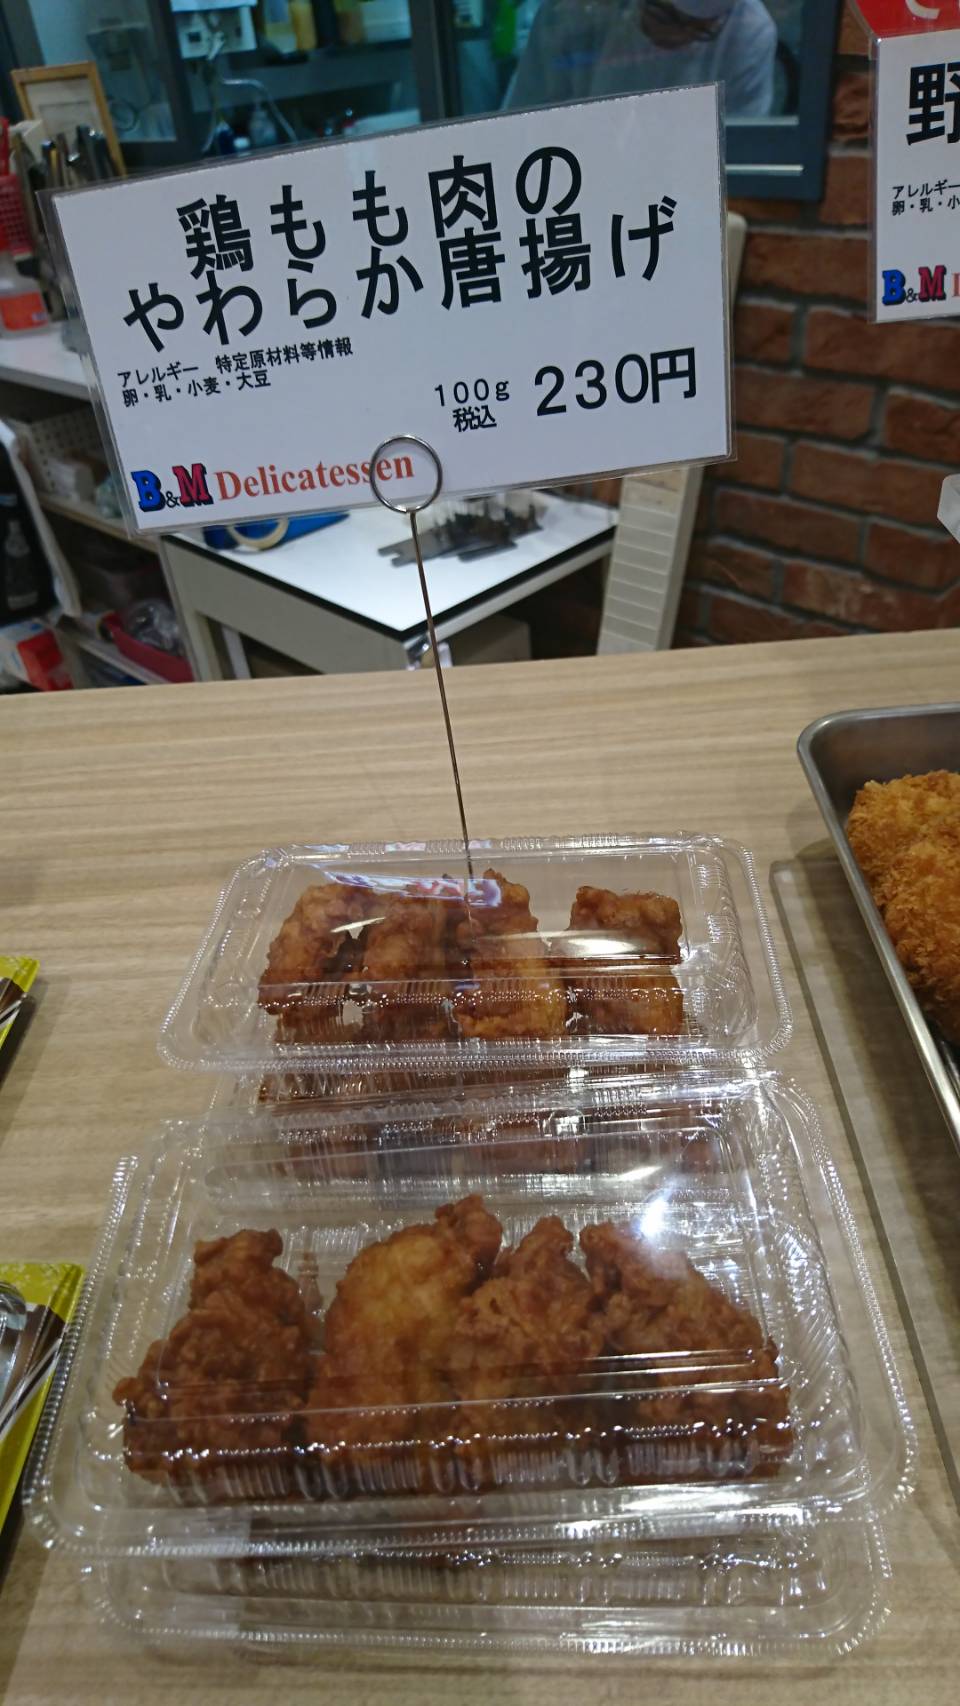 鶏もも肉の
やわらか唐揚げ
アレルギー 特定原材料等情報
卵・乳・小麦・大豆
100g
税込
230円
B&M Delicatessen
野
アレルギー
卵・乳・小
B&M